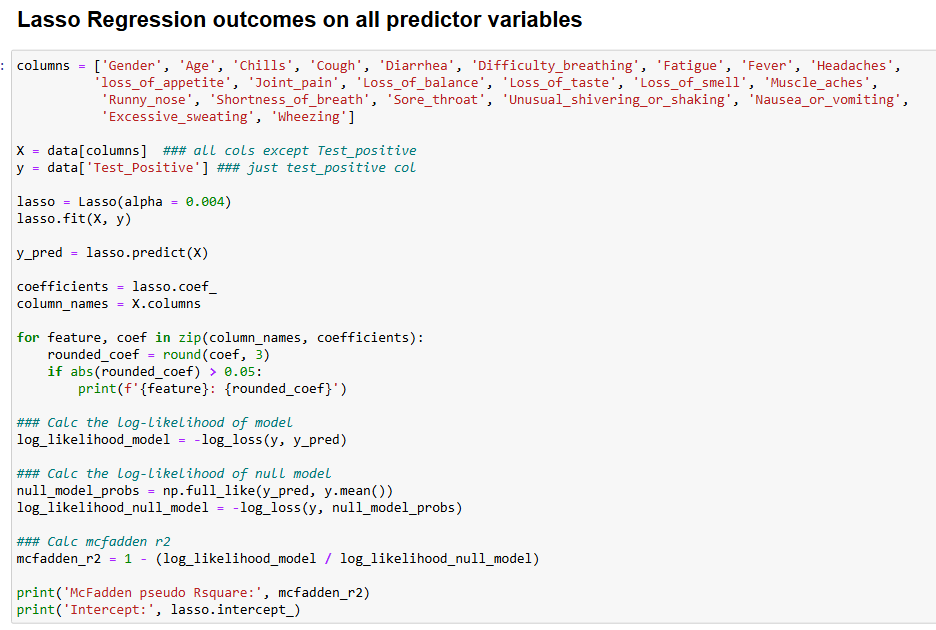 Lasso Regression outcomes on all predictor variables
: columns = ['Gender', 'Age', 'Chills', 'Cough', 'Diarrhea', 'Difficulty_breathing', 'Fatigue', 'Fever', 'Headaches',
'loss_of_appetite', 'Joint_pain', 'Loss_of_balance', 'Loss_of_taste', 'Loss_of_smell', 'Muscle_aches',
'Runny_nose', 'Shortness_of_breath', 'Sore_throat', 'Unusual_shivering_or_shaking', 'Nausea_or_vomiting',
'Excessive_sweating', 'Wheezing']
X = data[columns]  ### all cols except Test_positive
y = data['Test_Positive'] ### just test_positive col
lasso = Lasso(alpha = 0.004)
lasso.fit(X, y)
y_pred = lasso.predict(X)
coefficients = lasso.coef_
column_names = X.columns
for feature, coef in zip(column_names, coefficients):
    rounded_coef = round(coef, 3)
    if abs(rounded_coef) > 0.05:
        print(f'{feature}: {rounded_coef}')
### Calc the log-likelihood of model
log_likelihood_model = -log_loss(y, y_pred)
### Calc the log-likelihood of null model
null_model_probs = np.full_like(y_pred, y.mean())
log_likelihood_null_model = -log_loss(y, null_model_probs)
### Calc mcfadden r2
mcfadden_r2 = 1 - (log_likelihood_model / log_likelihood_null_model)
print('McFadden pseudo Rsquare:', mcfadden_r2)
print('Intercept:', lasso.intercept_)